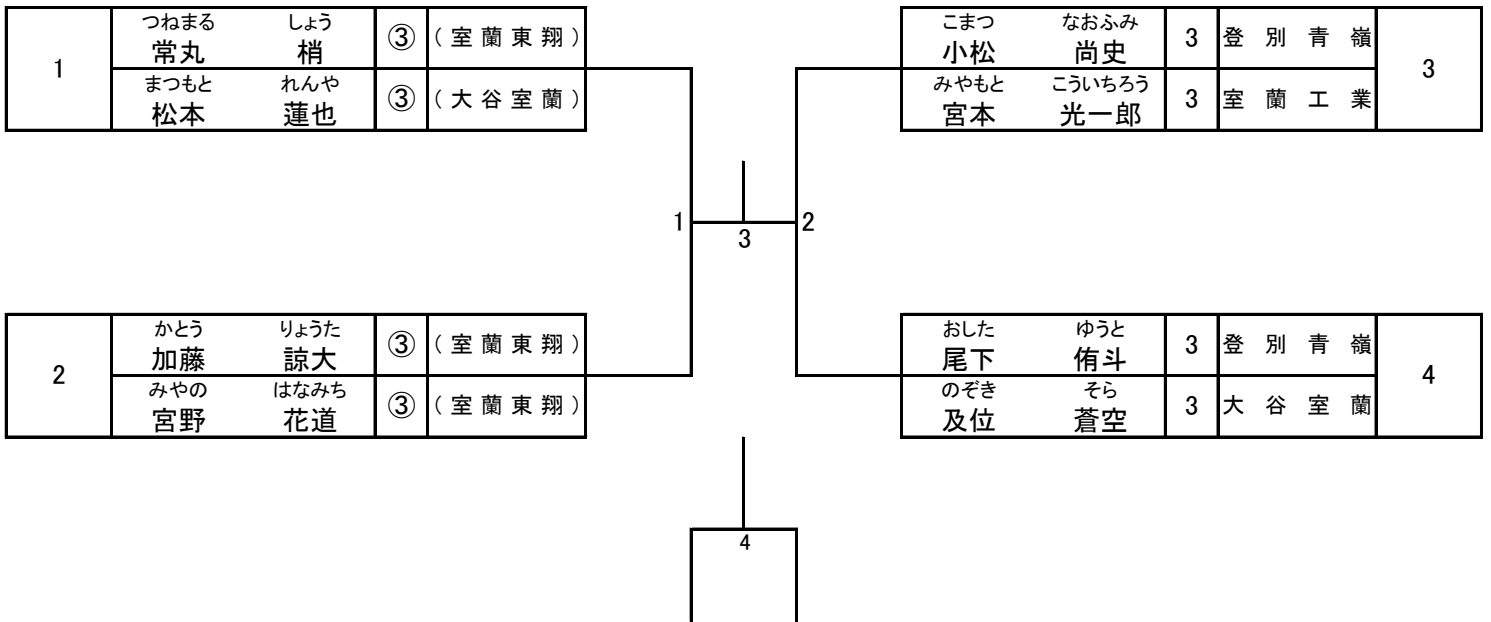 1
つねまる しょう
常丸 梢 ③ (室蘭東翔)
まつもと れんや
松本 蓮也 ③ (大谷室蘭)
こまつ なおふみ
小松 尚史 3 登別青嶺
3
みやもと こういちろう
宮本 光一郎 3 室蘭工業
1
3
2
2
かとう りょうた
加藤 諒大 ③ (室蘭東翔)
みやの はなみち
宮野 花道 ③ (室蘭東翔)
おした ゆうと
尾下 侑斗 3 登別青嶺
4
のぞき そら
及位 蒼空 3 大谷室蘭
4